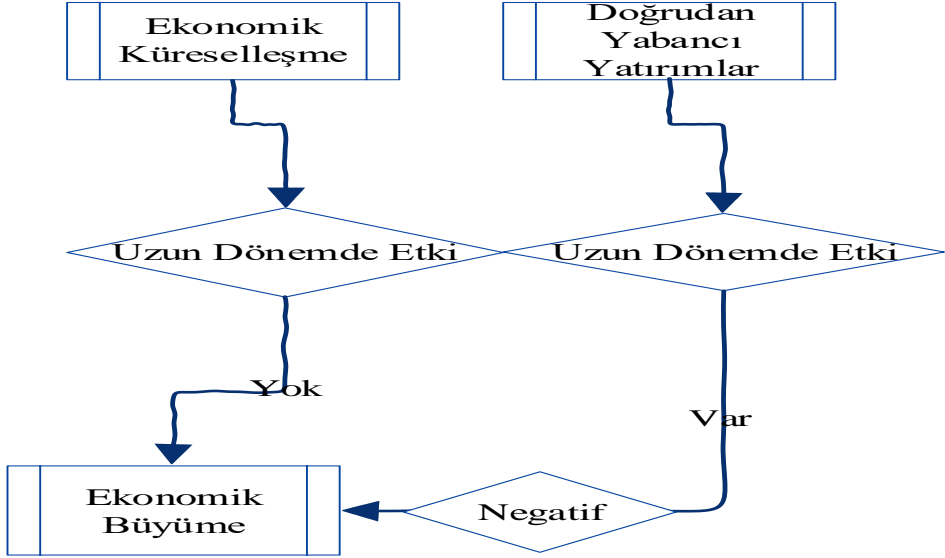 Ekonomik
Küreselleşme
Doğrudan
Yabancı
Yatırımlar
Uzun Dönemde Etki
Uzun Dönemde Etki
Yok
Var
Ekonomik
Büyüme
Negatif